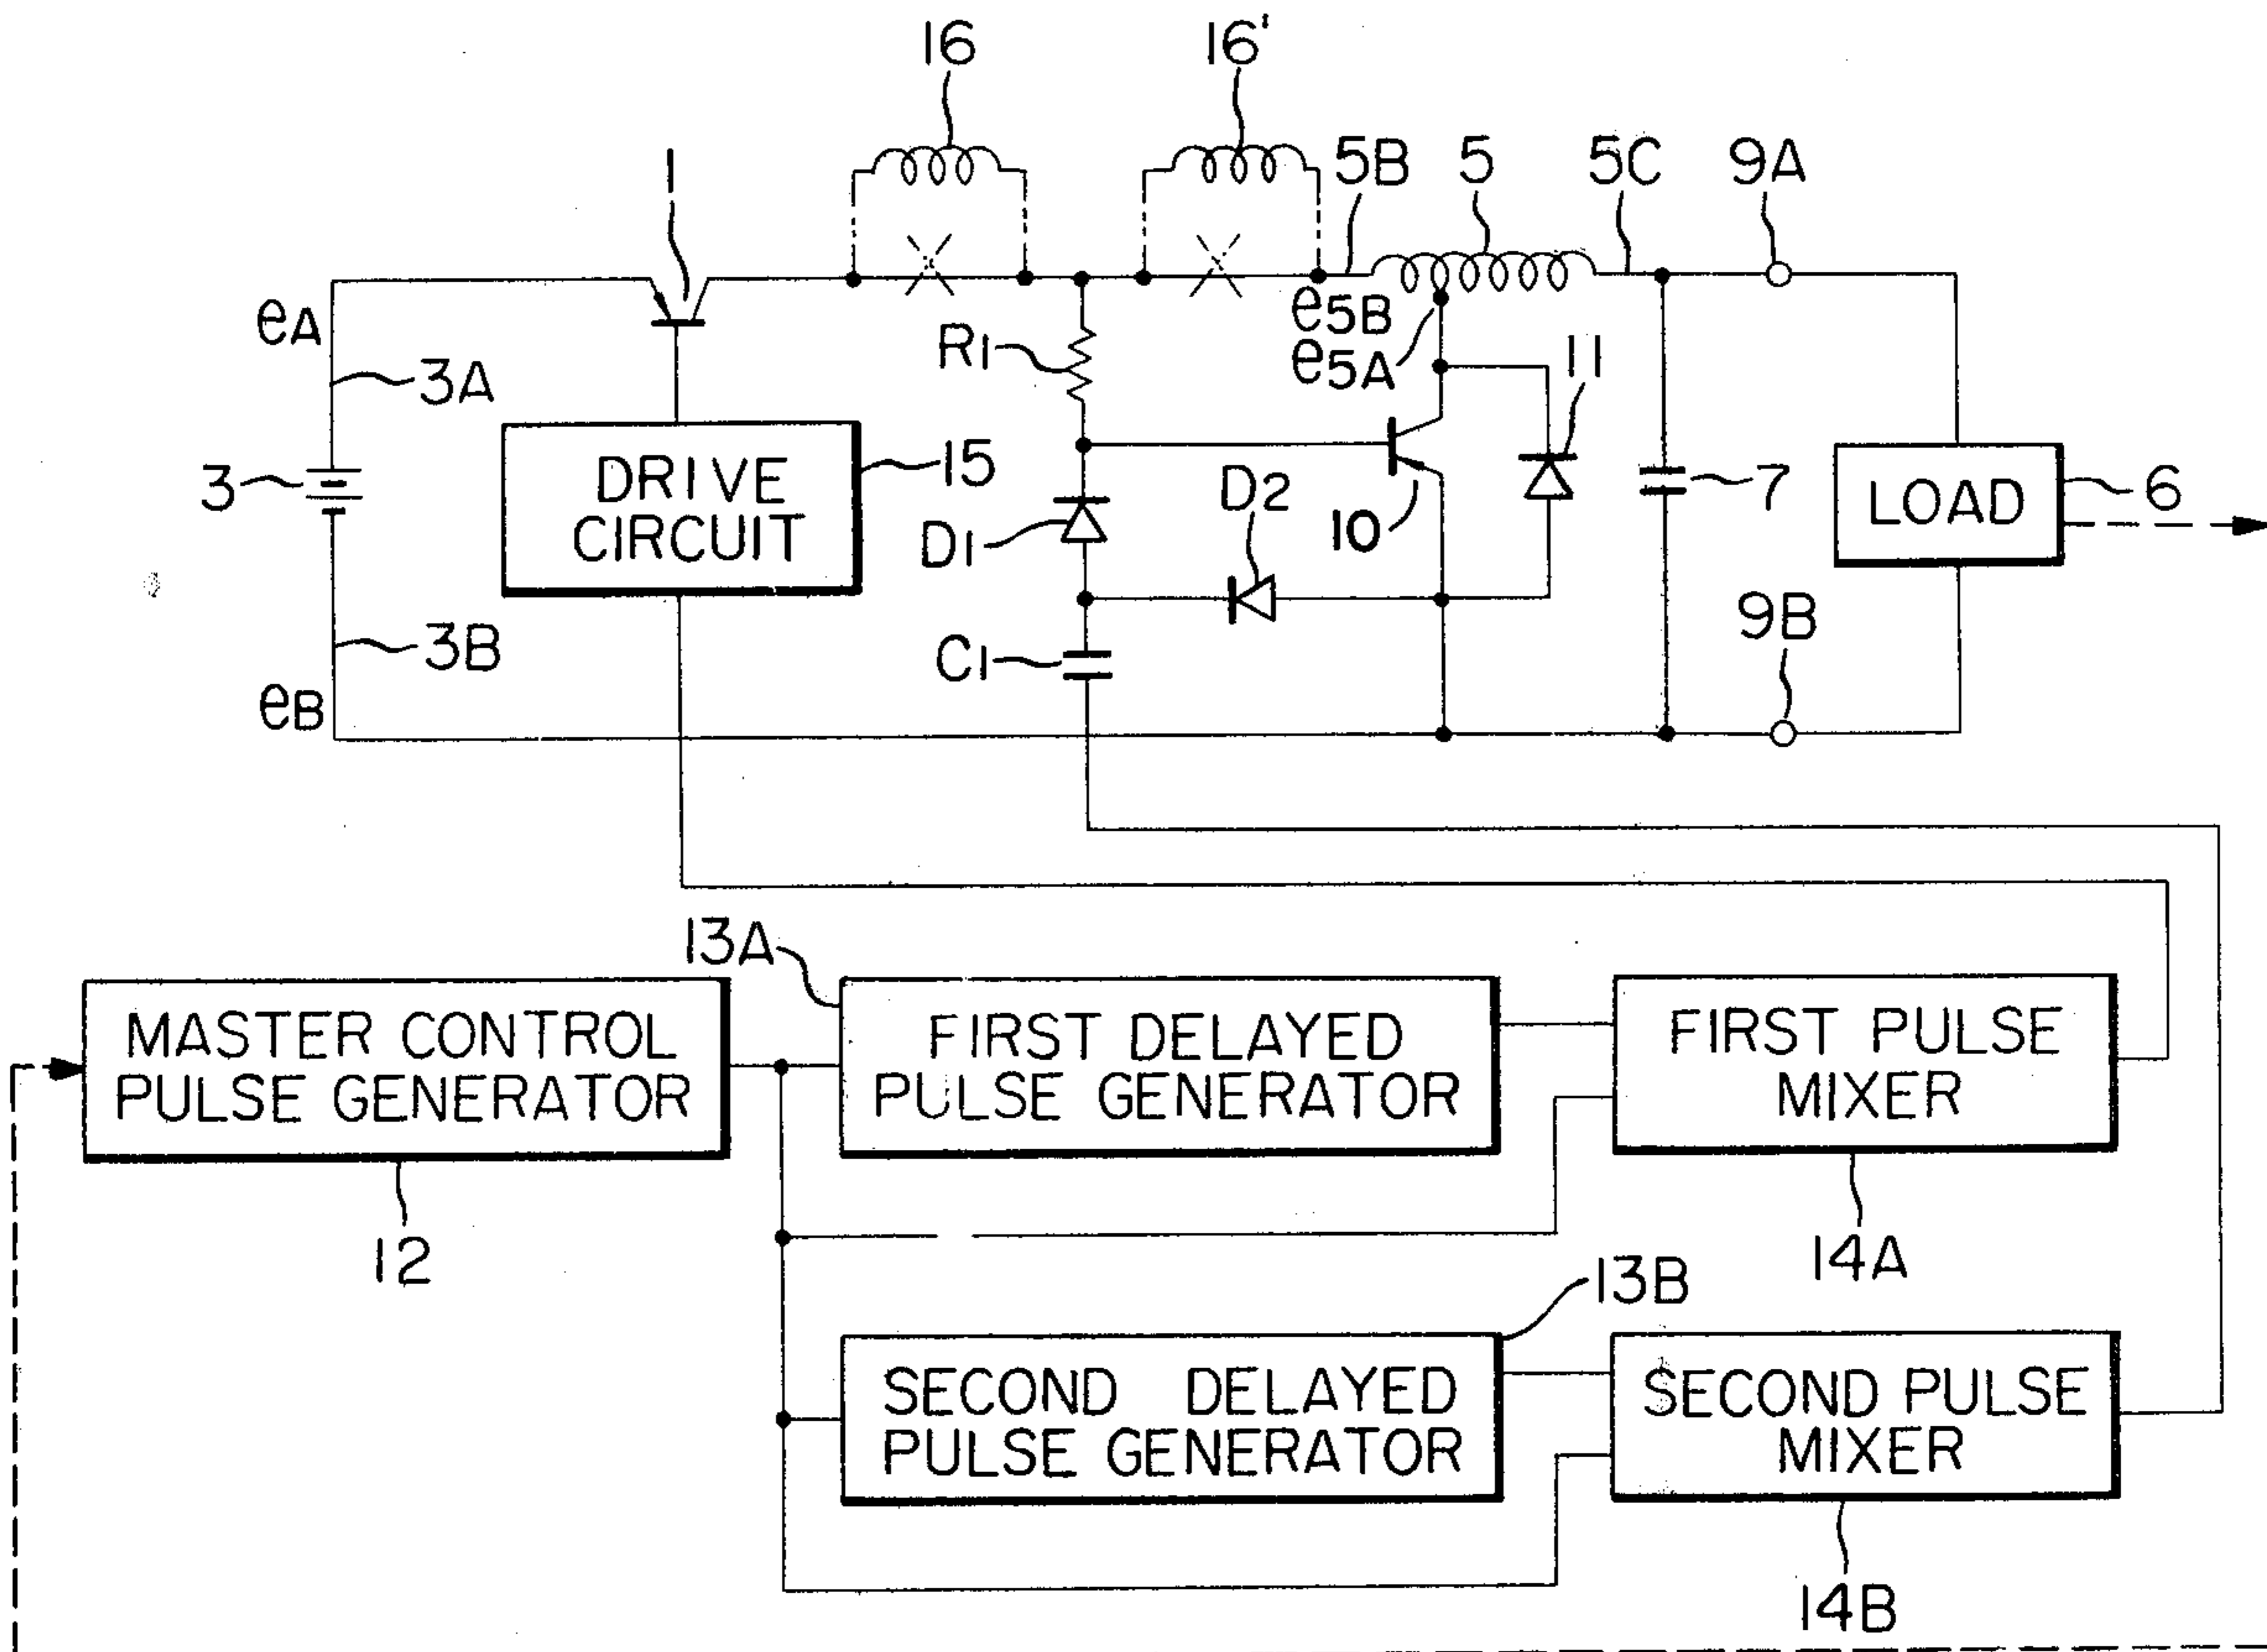 16
16'
1
5B
5
5C
9A
eA
3A
R1
e5B
e5A
11
3
DRIVE
CIRCUIT
15
D1
D2
10
7
LOAD
6
3B
C1
9B
eB
13A
MASTER CONTROL
PULSE GENERATOR
FIRST DELAYED
PULSE GENERATOR
FIRST PULSE
MIXER
12
14A
13B
SECOND DELAYED
PULSE GENERATOR
SECOND PULSE
MIXER
14B